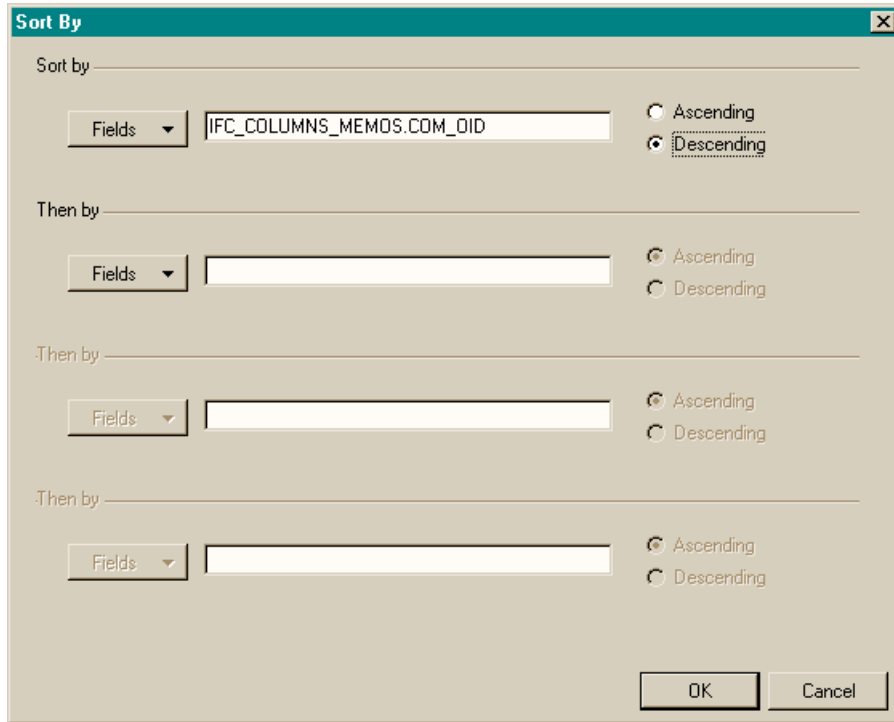 Sort By
Sort by
Fields
IFC_COLUMNS_MEMOS.COM_OID
Ascending
Descending
Then by
Fields
Ascending
Descending
Then by
Fields
Ascending
Descending
Then by
Fields
Ascending
Descending
OK
Cancel